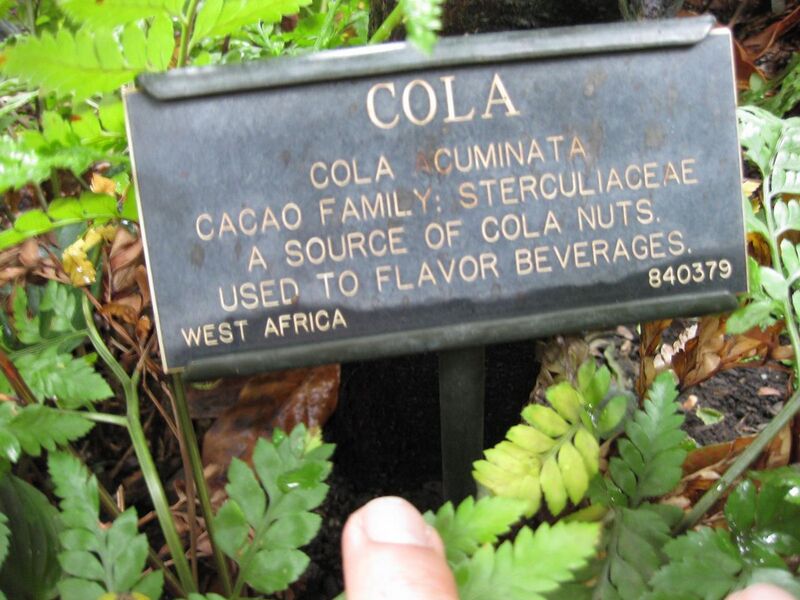 COLA
COLA ACUMINATA
CACAO FAMILY: STERCULIACEAE
A SOURCE OF COLA NUTS.
USED TO FLAVOR BEVERAGES.
840379
WEST AFRICA